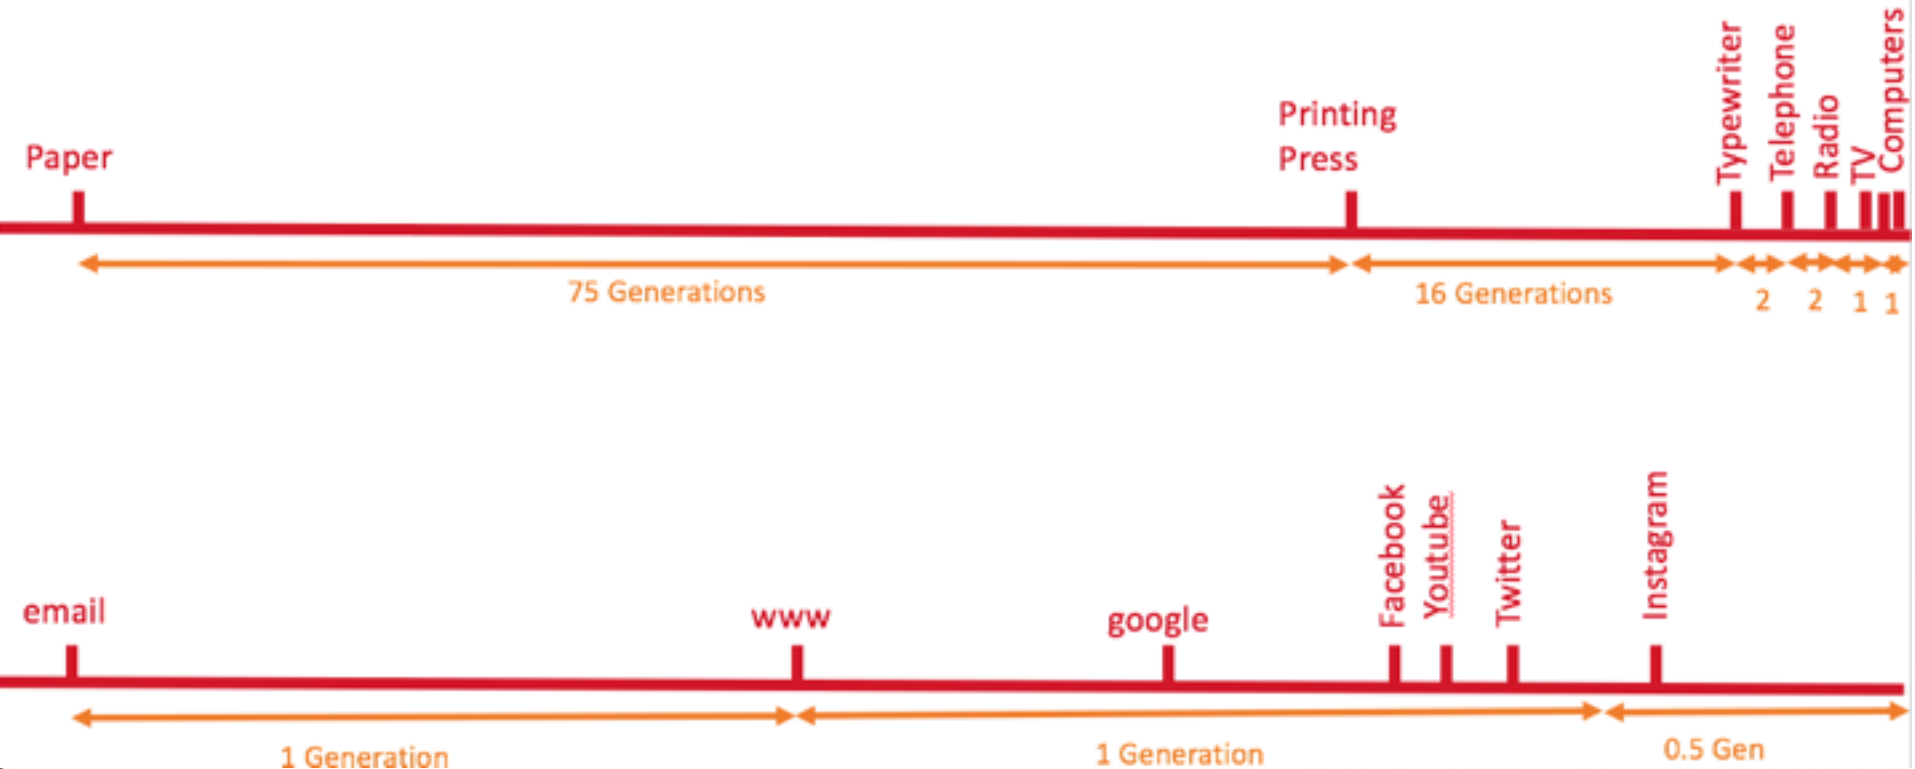 Paper
Printing
Press
Typewriter
Telephone
Radio
TV
Computers
75 Generations
16 Generations
2
2
1
1
email
www
google
Facebook
Youtube
Twitter
Instagram
1 Generation
1 Generation
0.5 Gen